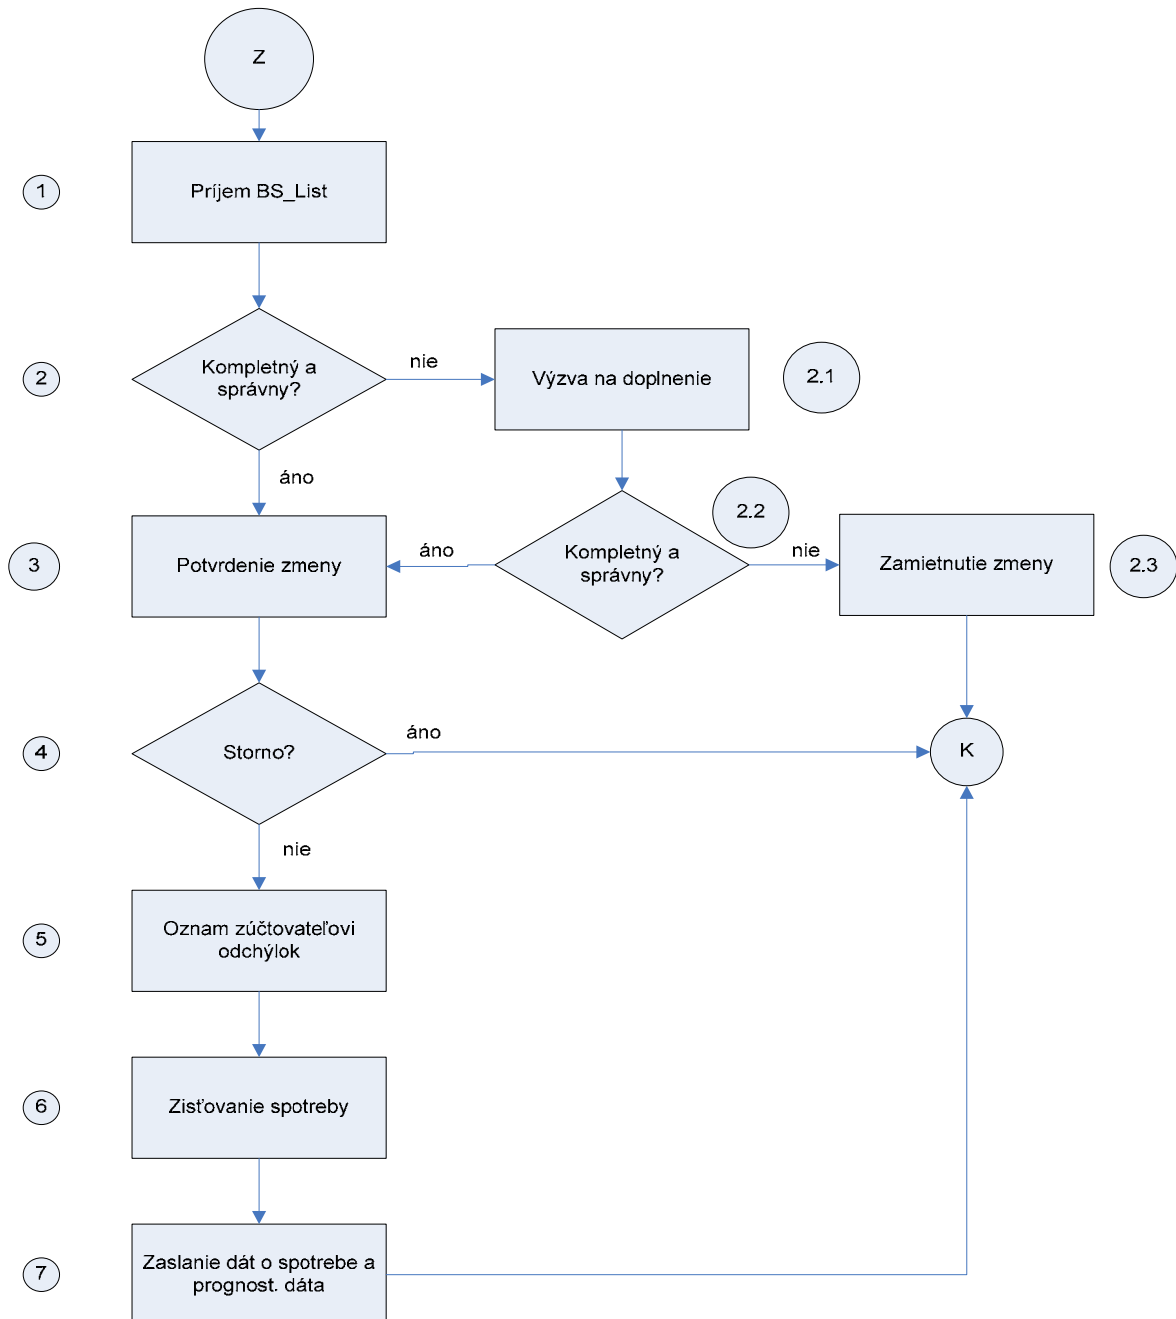 Z
1
Príjem BS_List
2
Kompletný a
správny?
nie
Výzva na doplnenie
2.1
áno
2.2
3
Potvrdenie zmeny
áno
Kompletný a
správny?
nie
Zamietnutie zmeny
2.3
4
Storno?
áno
K
nie
5
Oznam zúčtovateľovi
odchýlok
6
Zisťovanie spotreby
7
Zaslanie dát o spotrebe a
prognost. dáta